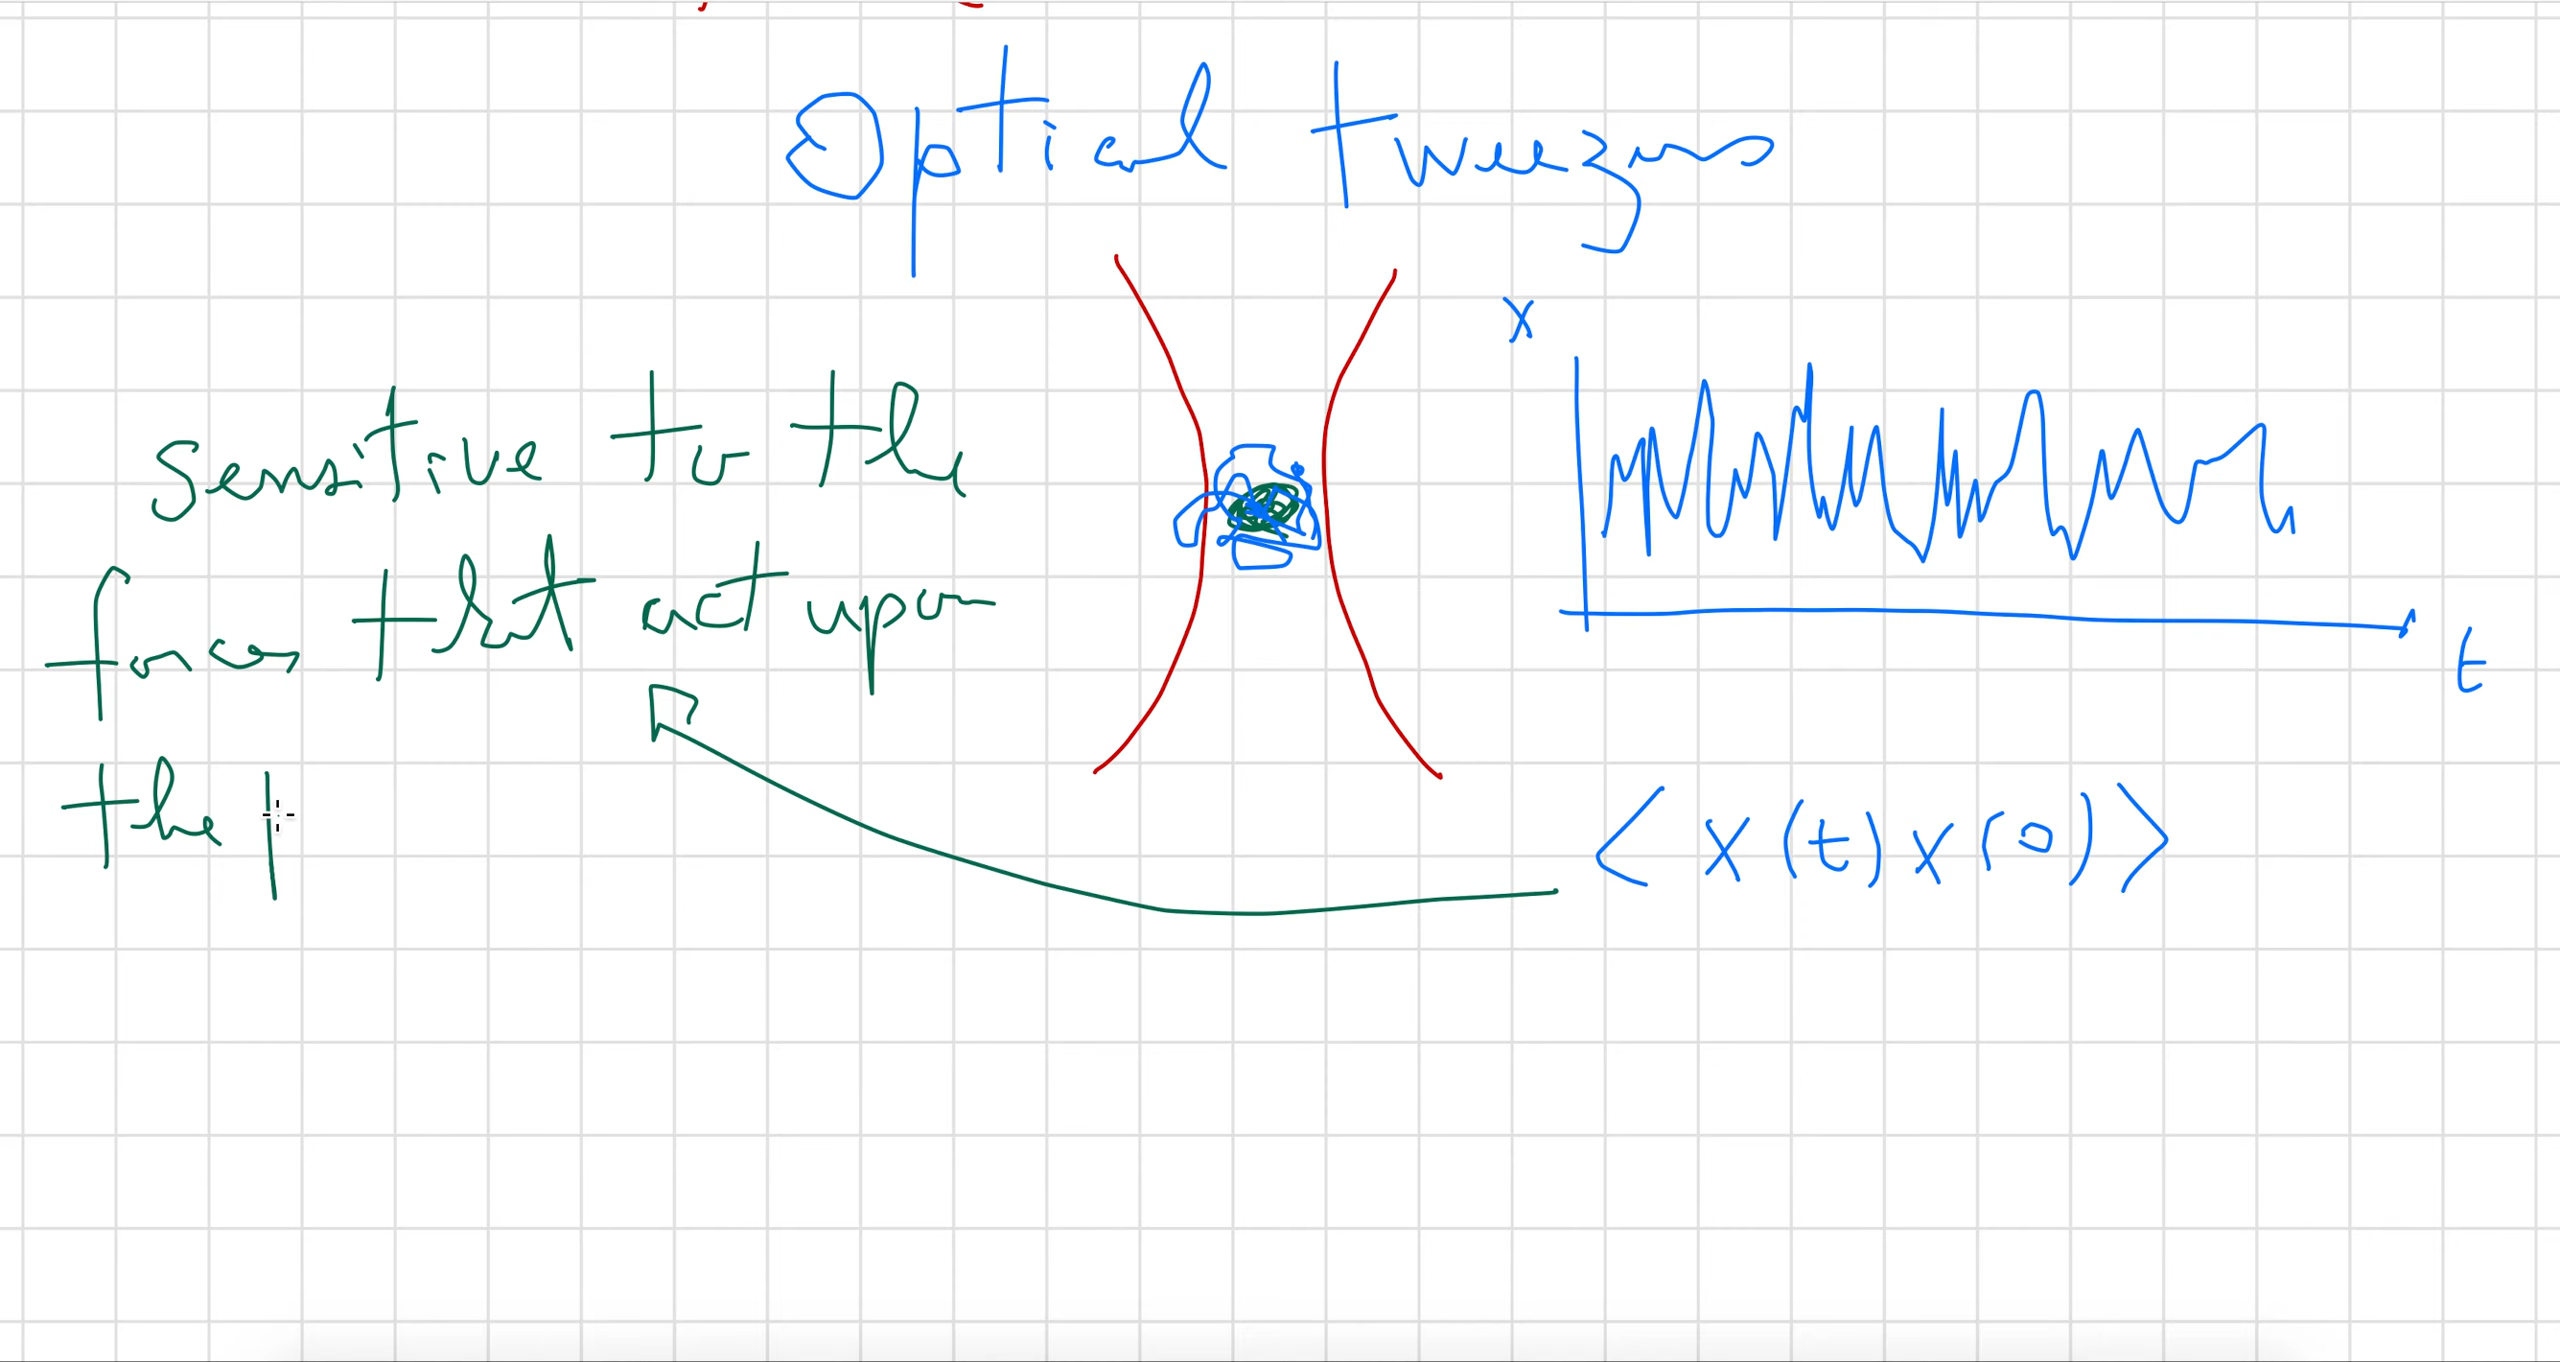 Optical tweezers
x
Sensitive to the
forces that act upon
the p
t
< x (t) x (0) >